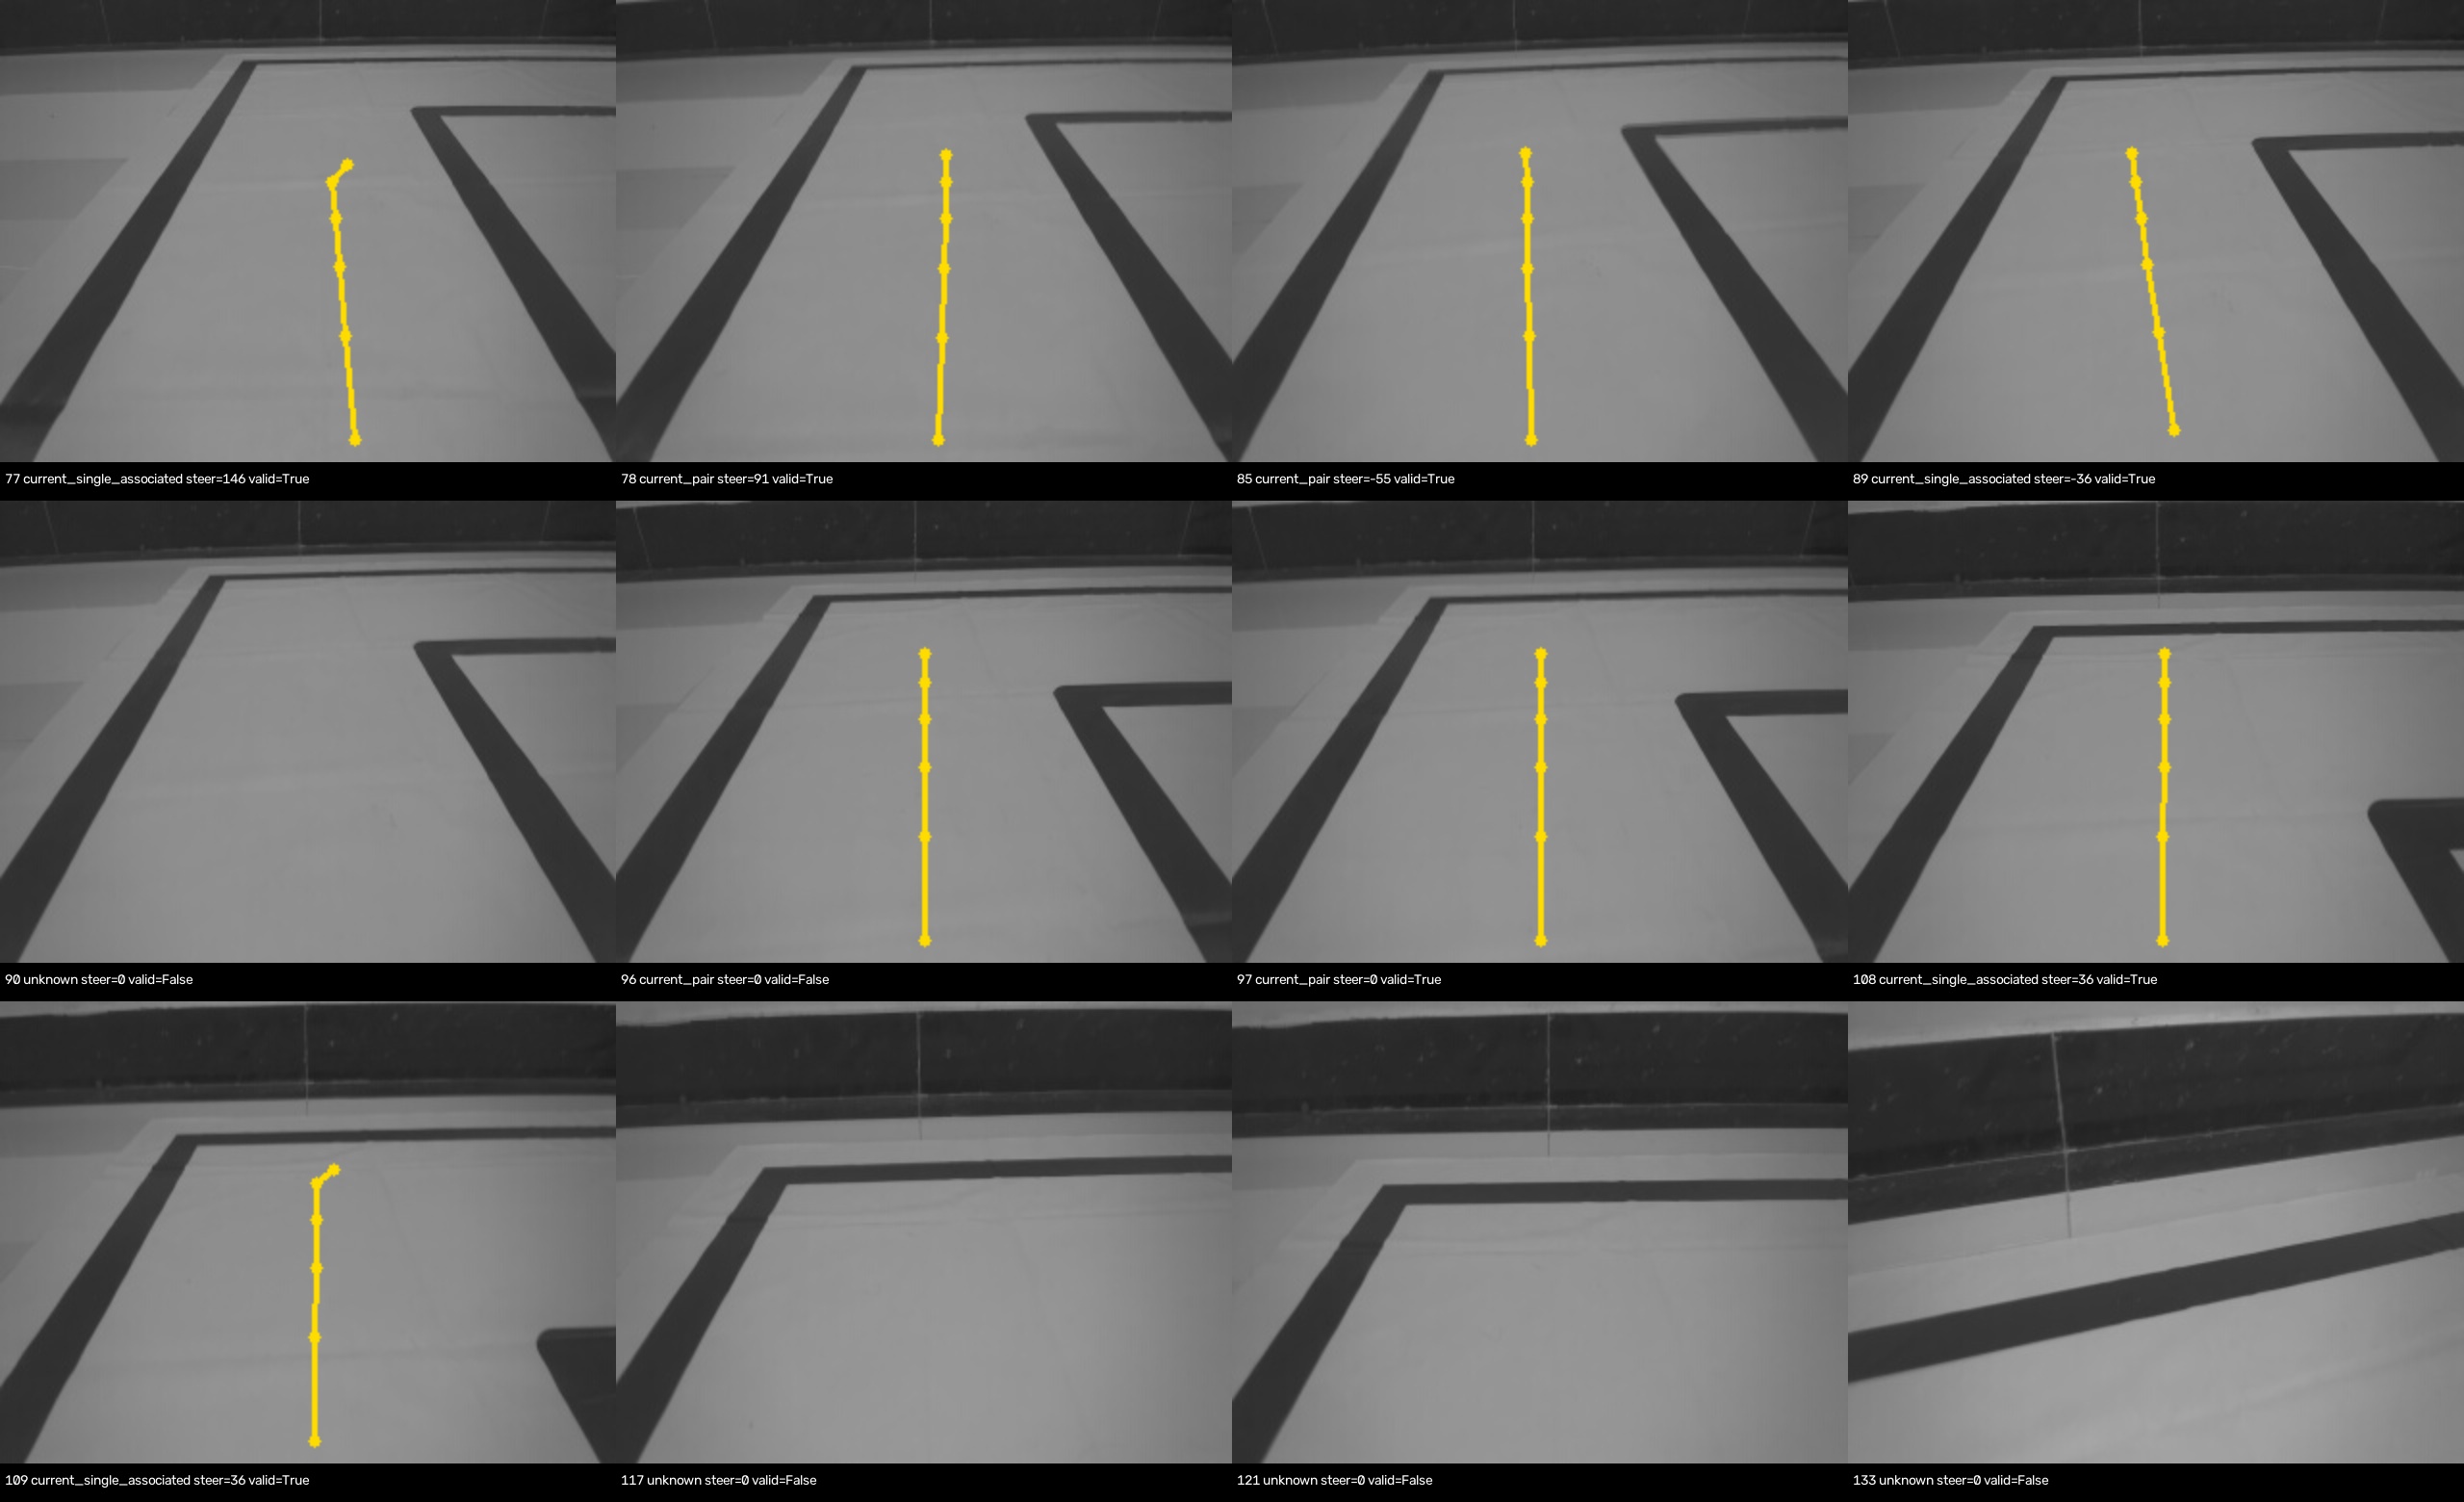 77 current_single_associated steer=146 valid=True
78 current_pair steer=91 valid=True
85 current_pair steer=-55 valid=True
89 current_single_associated steer=-36 valid=True
90 unknown steer=0 valid=False
96 current_pair steer=0 valid=False
97 current_pair steer=0 valid=True
108 current_single_associated steer=36 valid=True
109 current_single_associated steer=36 valid=True
117 unknown steer=0 valid=False
121 unknown steer=0 valid=False
133 unknown steer=0 valid=False